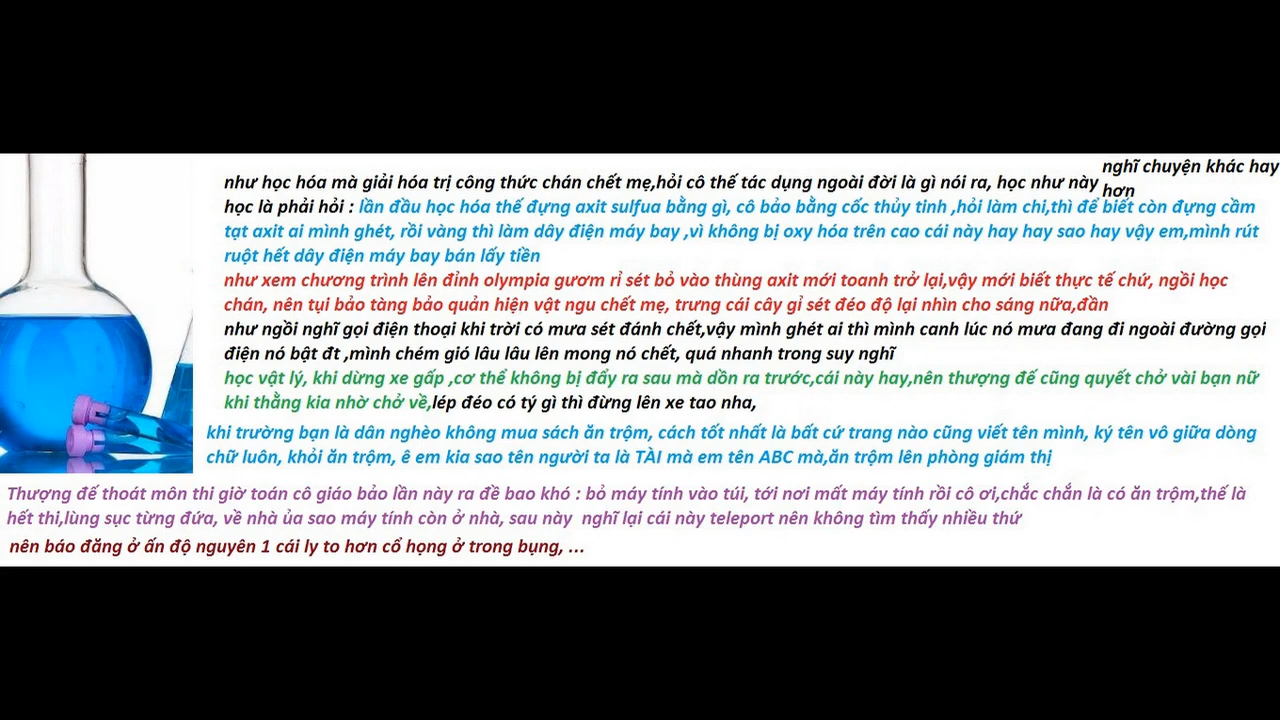 nghĩ chuyện khác hay
như học hóa mà giải hóa trị công thức chán chết mẹ,hỏi cô thế tác dụng ngoài đời là gì nói ra, học như này hơn
học là phải hỏi : lần đầu học hóa thế đựng axit sulfua bằng gì, cô bảo bằng cốc thủy tinh ,hỏi làm chi,thì để biết còn đựng cầm
tạt axit ai mình ghét, rồi vàng thì làm dây điện máy bay ,vì không bị oxy hóa trên cao cái này hay hay sao hay vậy em,mình rút
ruột hết dây điện máy bay bán lấy tiền
như xem chương trình lên đỉnh olympia gươm rỉ sét bỏ vào thùng axit mới toanh trở lại,vậy mới biết thực tế chứ, ngồi học
chán, nên tụi bảo tàng bảo quản hiện vật ngu chết mẹ, trưng cái cây gỉ sét đéo độ lại nhìn cho sáng nữa,đần
như ngồi nghĩ gọi điện thoại khi trời có mưa sét đánh chết,vậy mình ghét ai thì mình canh lúc nó mưa đang đi ngoài đường gọi
điện nó bật đt ,mình chém gió lâu lâu lên mong nó chết, quá nhanh trong suy nghĩ
học vật lý, khi dừng xe gấp ,cơ thể không bị đẩy ra sau mà dồn ra trước,cái này hay,nên thượng đế cũng quyết chở vài bạn nữ
khi thằng kia nhờ chở về,lép đéo có tý gì thì đừng lên xe tao nha,
khi trường bạn là dân nghèo không mua sách ăn trộm, cách tốt nhất là bất cứ trang nào cũng viết tên mình, ký tên vô giữa dòng
chữ luôn, khỏi ăn trộm, ê em kia sao tên người ta là TÀI mà em tên ABC mà,ăn trộm lên phòng giám thị
Thượng đế thoát môn thi giờ toán cô giáo bảo lần này ra đề bao khó : bỏ máy tính vào túi, tới nơi mất máy tính rồi cô ơi,chắc chắn là có ăn trộm,thế là
hết thi,lùng sục từng đứa, về nhà ủa sao máy tính còn ở nhà, sau này nghĩ lại cái này teleport nên không tìm thấy nhiều thứ
nên báo đăng ở ấn độ nguyên 1 cái ly to hơn cổ họng ở trong bụng, ...